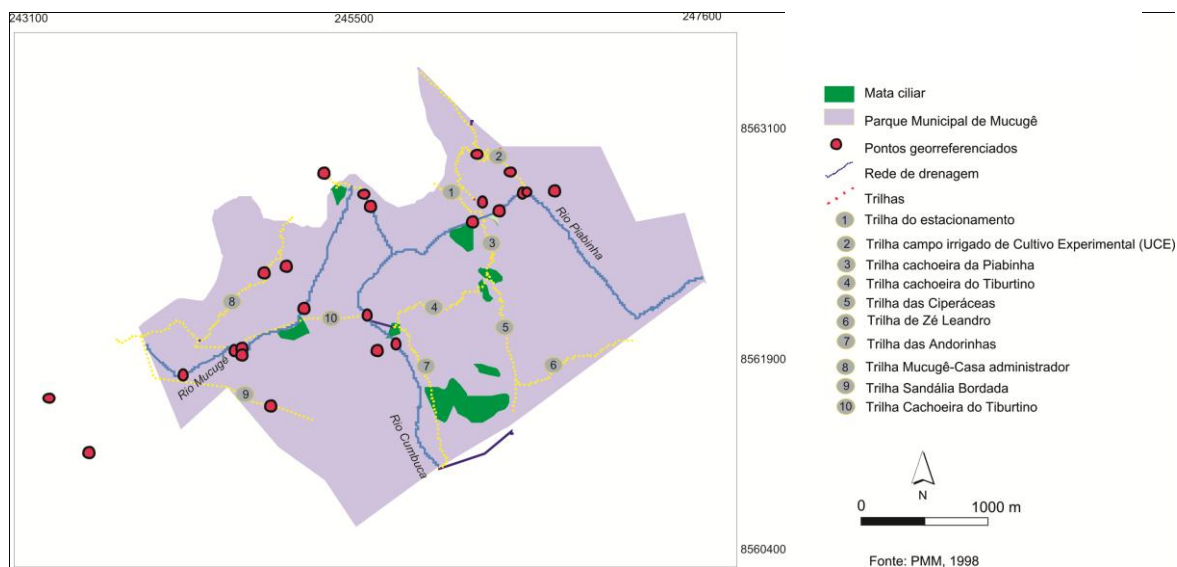 243100
245500
247600
8563100
8561900
8560400
1
2
3
4
5
6
7
8
9
10
Rio Piabinha
Rio Mucugê
Rio Cumbuca
Mata ciliar
Parque Municipal de Mucugê
Pontos georreferenciados
Rede de drenagem
Trilhas
1 Trilha do estacionamento
2 Trilha campo irrigado de Cultivo Experimental (UCE)
3 Trilha cachoeira da Piabinha
4 Trilha cachoeira do Tiburtino
5 Trilha das Ciperáceas
6 Trilha de Zé Leandro
7 Trilha das Andorinhas
8 Trilha Mucugê-Casa administrador
9 Trilha Sandália Bordada
10 Trilha Cachoeira do Tiburtino
N
0 1000 m
Fonte: PMM, 1998